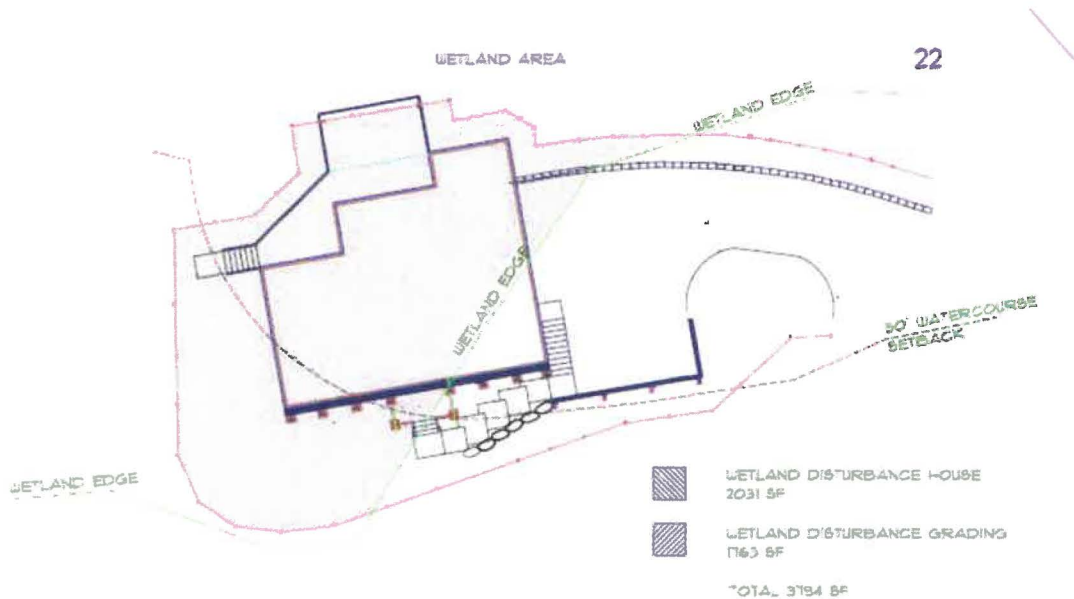 WETLAND AREA
22
WETLAND EDGE
WETLAND EDGE
50' WATERCOURSE
SETBACK
WETLAND EDGE
WETLAND DISTURBANCE HOUSE
2031 SF
WETLAND DISTURBANCE GRADING
1763 SF
TOTAL 3794 SF